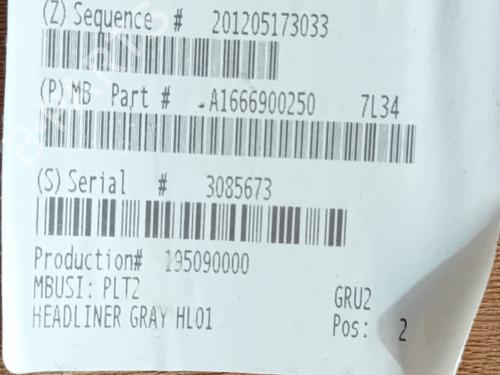 (Z) Sequence # 201205173033
(P) MB Part # A1666900250 7L34
(S) Serial # 3085673
Production# 195090000
MBUSI: PLT2 GRU2
HEADLINER GRAY HL01 Pos: 2